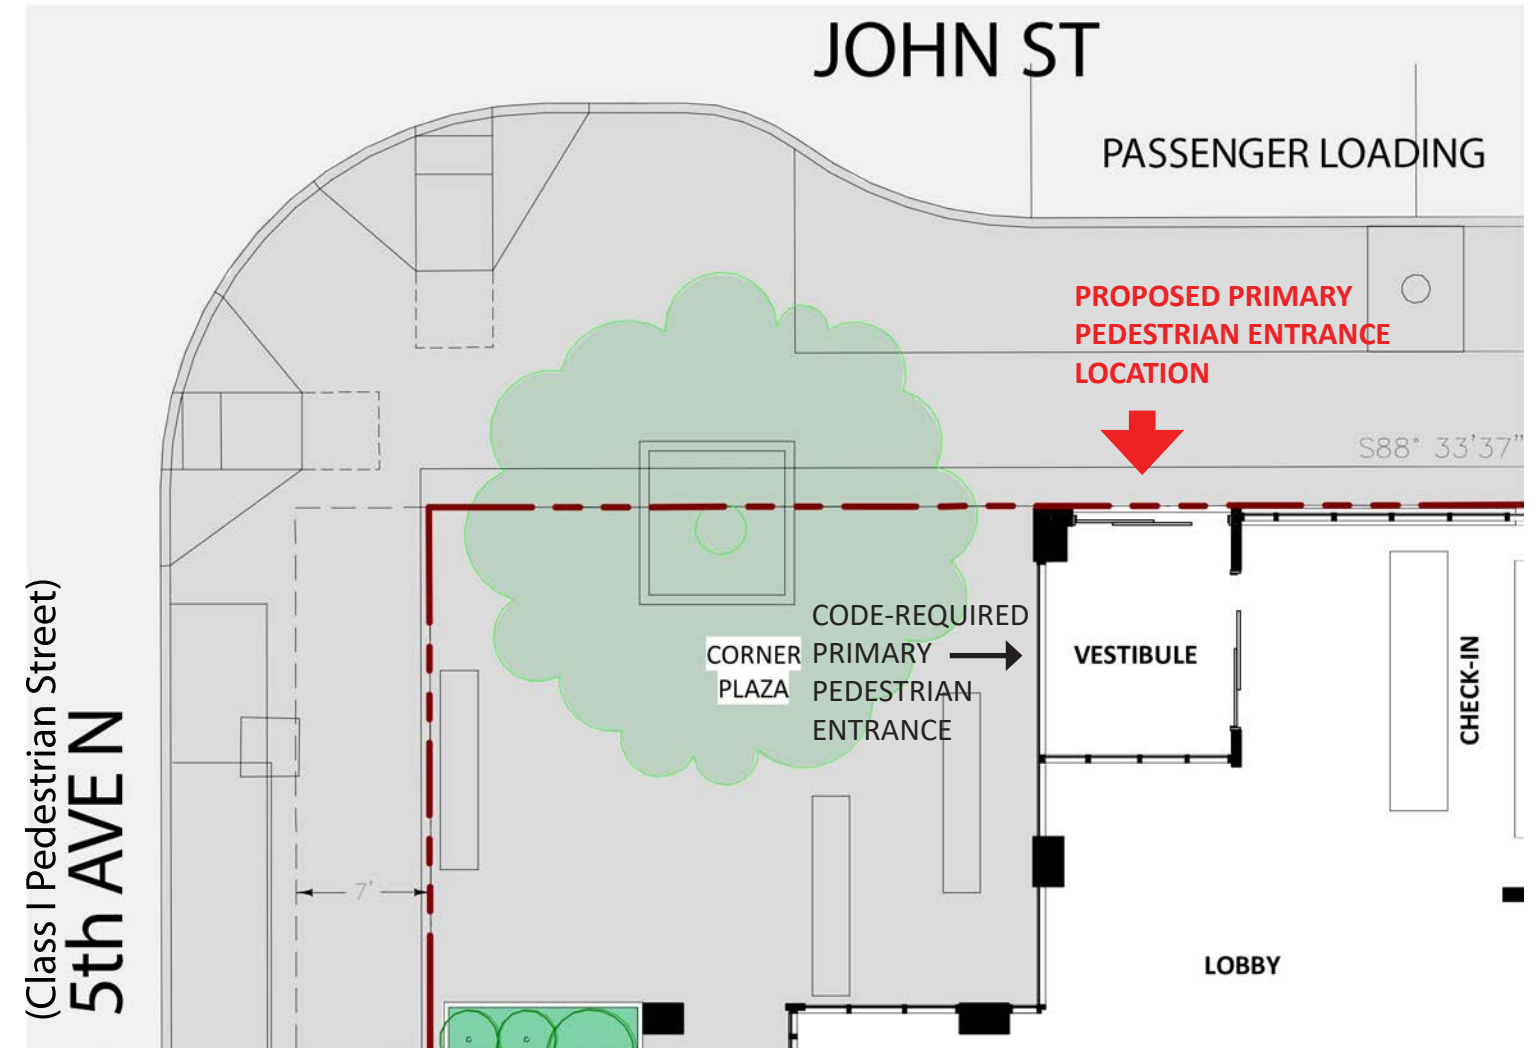 JOHN ST
PASSENGER LOADING
PROPOSED PRIMARY
PEDESTRIAN ENTRANCE
LOCATION
S88° 33'37"
CODE-REQUIRED
PRIMARY
PEDESTRIAN
ENTRANCE
CORNER
PLAZA
VESTIBULE
CHECK-IN
(Class I Pedestrian Street)
5th AVE N
7'
LOBBY